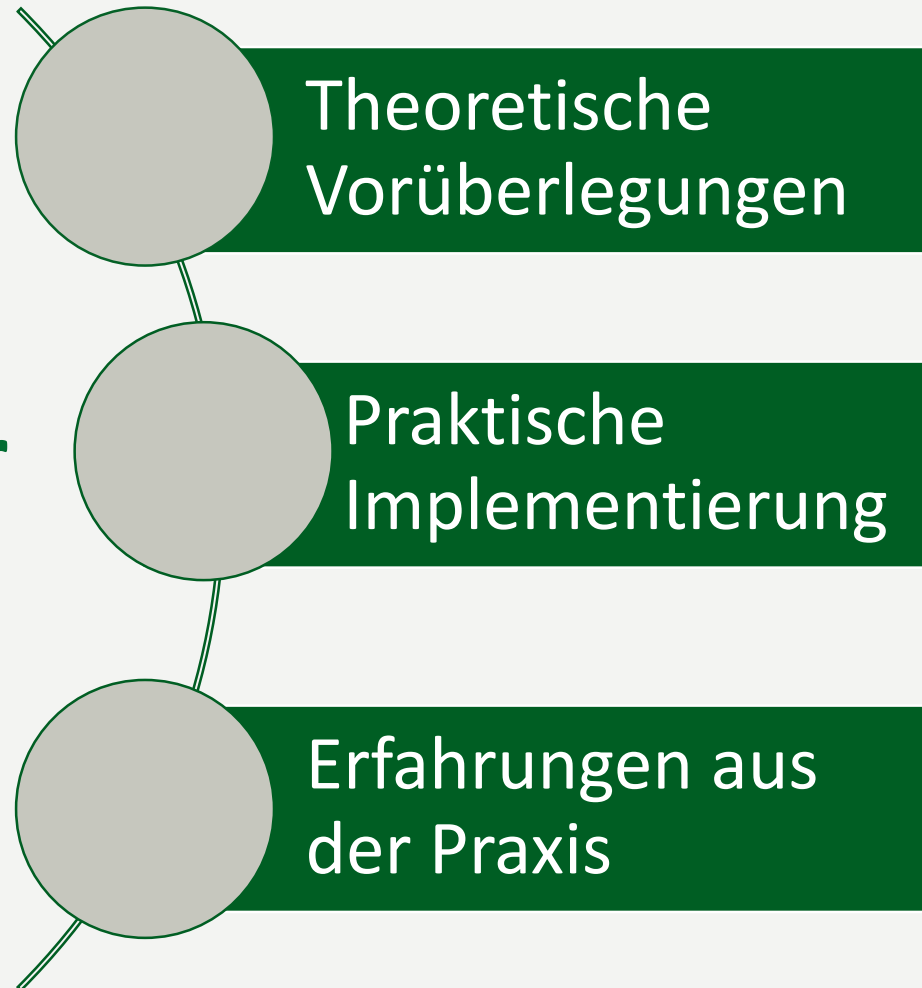 Theoretische
Vorüberlegungen
Praktische
Implementierung
Erfahrungen aus
der Praxis